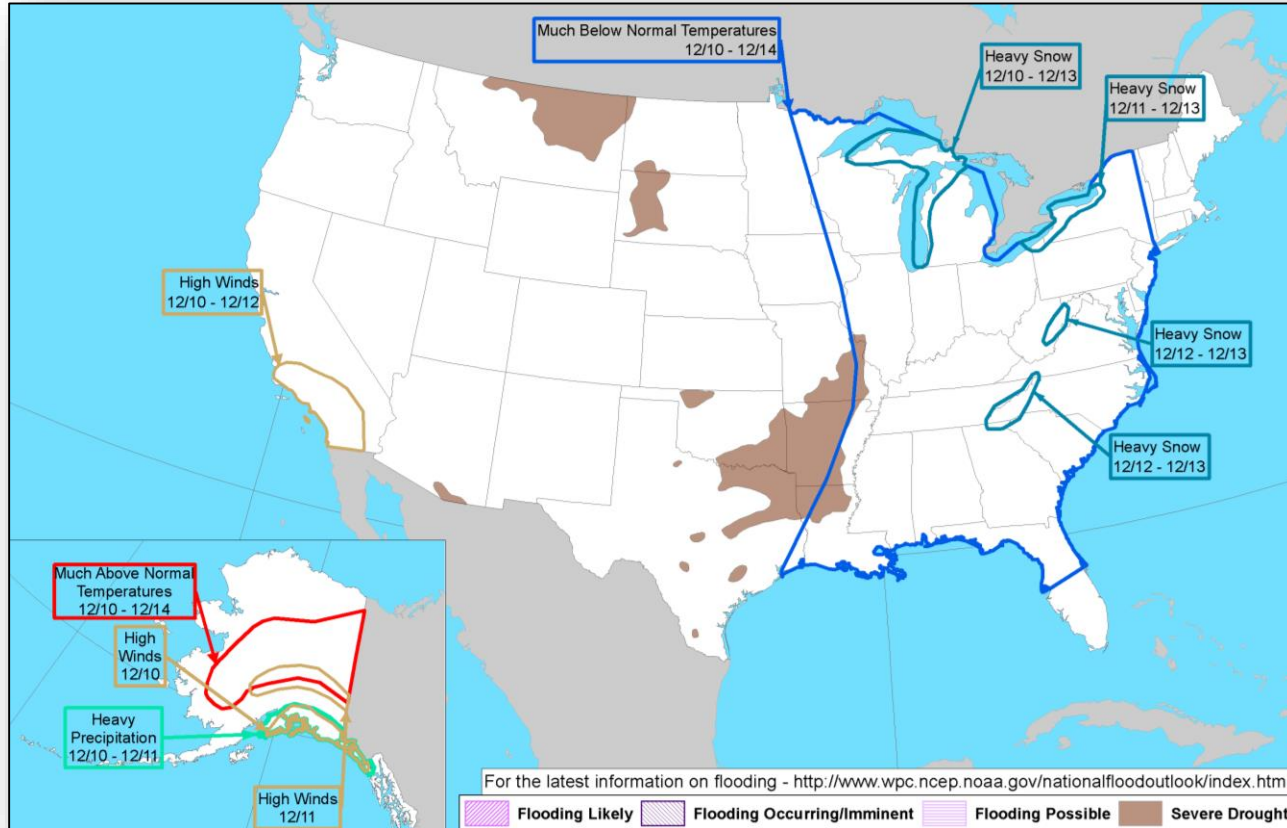 Much Below Normal Temperatures
12/10 - 12/14
Heavy Snow
12/10 - 12/13
Heavy Snow
12/11 - 12/13
High Winds
12/10 - 12/12
Heavy Snow
12/12 - 12/13
Heavy Snow
12/12 - 12/13
Much Above Normal
Temperatures
12/10 - 12/14
High
Winds
12/10
Heavy
Precipitation
12/10 - 12/11
High Winds
12/11
For the latest information on flooding - http://www.wpc.ncep.noaa.gov/nationalfloodoutlook/index.htm
Flooding Likely Flooding Occurring/Imminent Flooding Possible Severe Drough